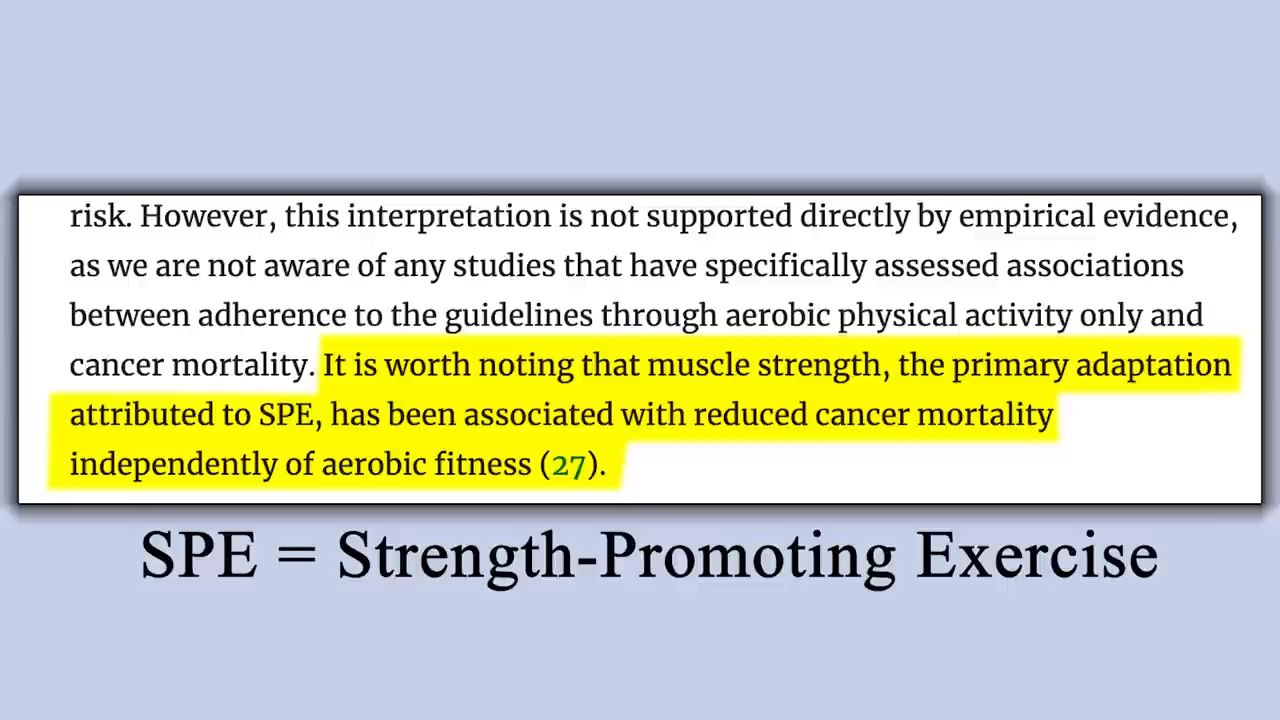 risk. However, this interpretation is not supported directly by empirical evidence,
as we are not aware of any studies that have specifically assessed associations
between adherence to the guidelines through aerobic physical activity only and
cancer mortality. It is worth noting that muscle strength, the primary adaptation
attributed to SPE, has been associated with reduced cancer mortality
independently of aerobic fitness (27).
SPE = Strength-Promoting Exercise